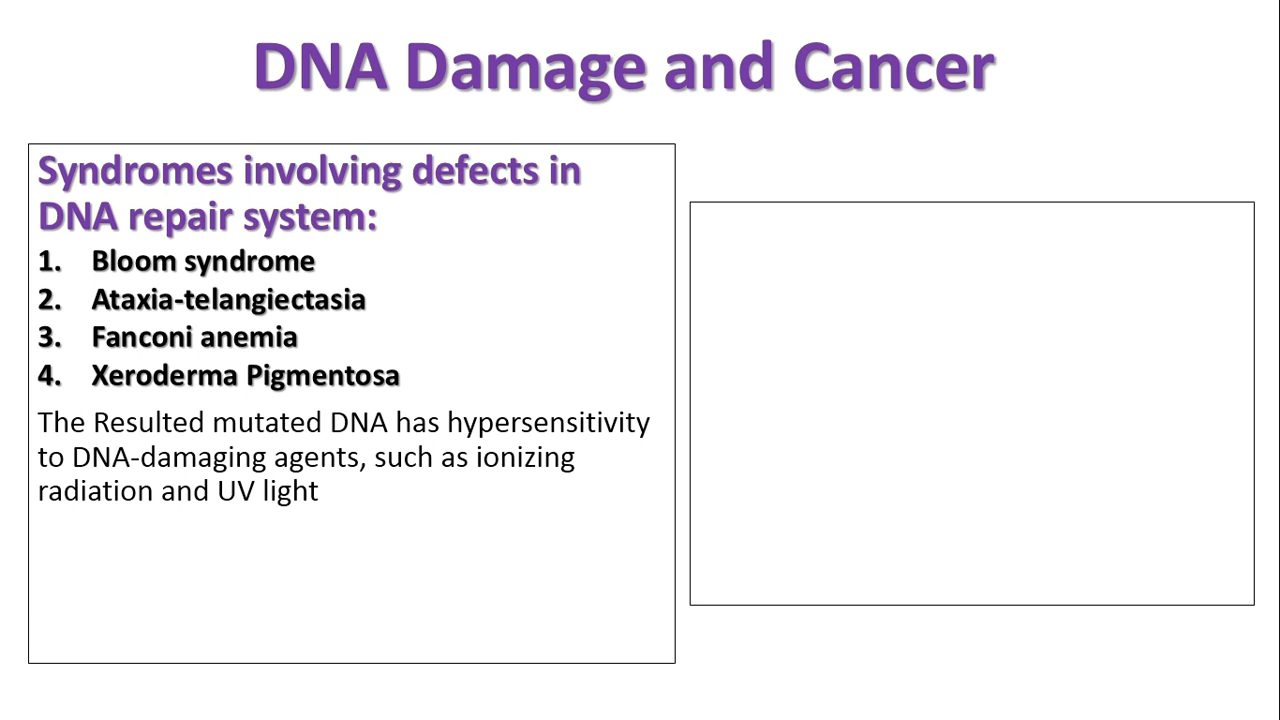 DNA Damage and Cancer
Syndromes involving defects in
DNA repair system:
1. Bloom syndrome
2. Ataxia-telangiectasia
3. Fanconi anemia
4. Xeroderma Pigmentosa
The Resulted mutated DNA has hypersensitivity
to DNA-damaging agents, such as ionizing
radiation and UV light